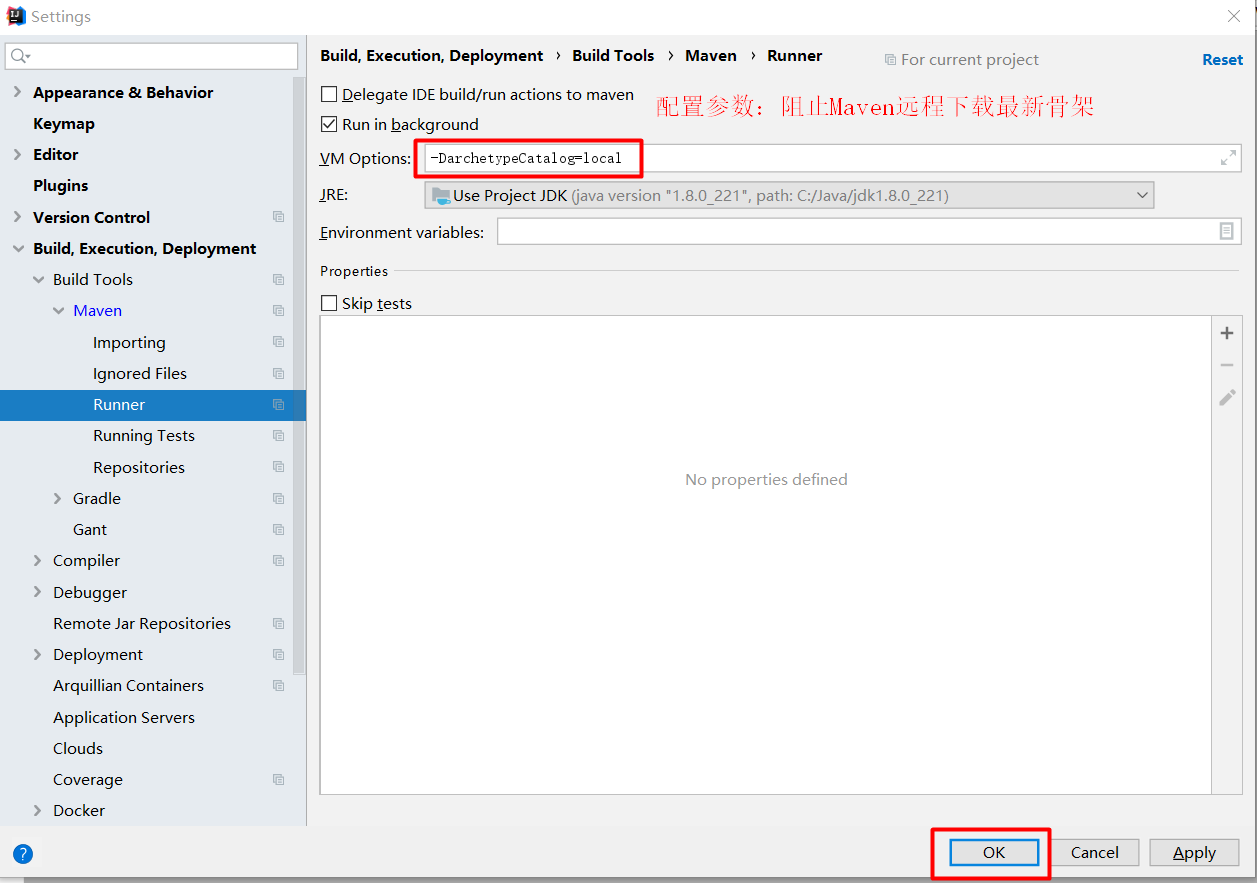 Settings
Build, Execution, Deployment › Build Tools › Maven › Runner
For current project
Reset
Appearance & Behavior
Keymap
Editor
Plugins
Version Control
Build, Execution, Deployment
Build Tools
Maven
Importing
Ignored Files
Runner
Running Tests
Repositories
Gradle
Gant
Compiler
Debugger
Remote Jar Repositories
Deployment
Arquillian Containers
Application Servers
Clouds
Coverage
Docker
Delegate IDE build/run actions to maven
配置参数：阻止Maven远程下载最新骨架
Run in background
VM Options: -DarchetypeCatalog=local
JRE: Use Project JDK (java version "1.8.0_221", path: C:/Java/jdk1.8.0_221)
Environment variables:
Properties
Skip tests
No properties defined
?
OK
Cancel
Apply